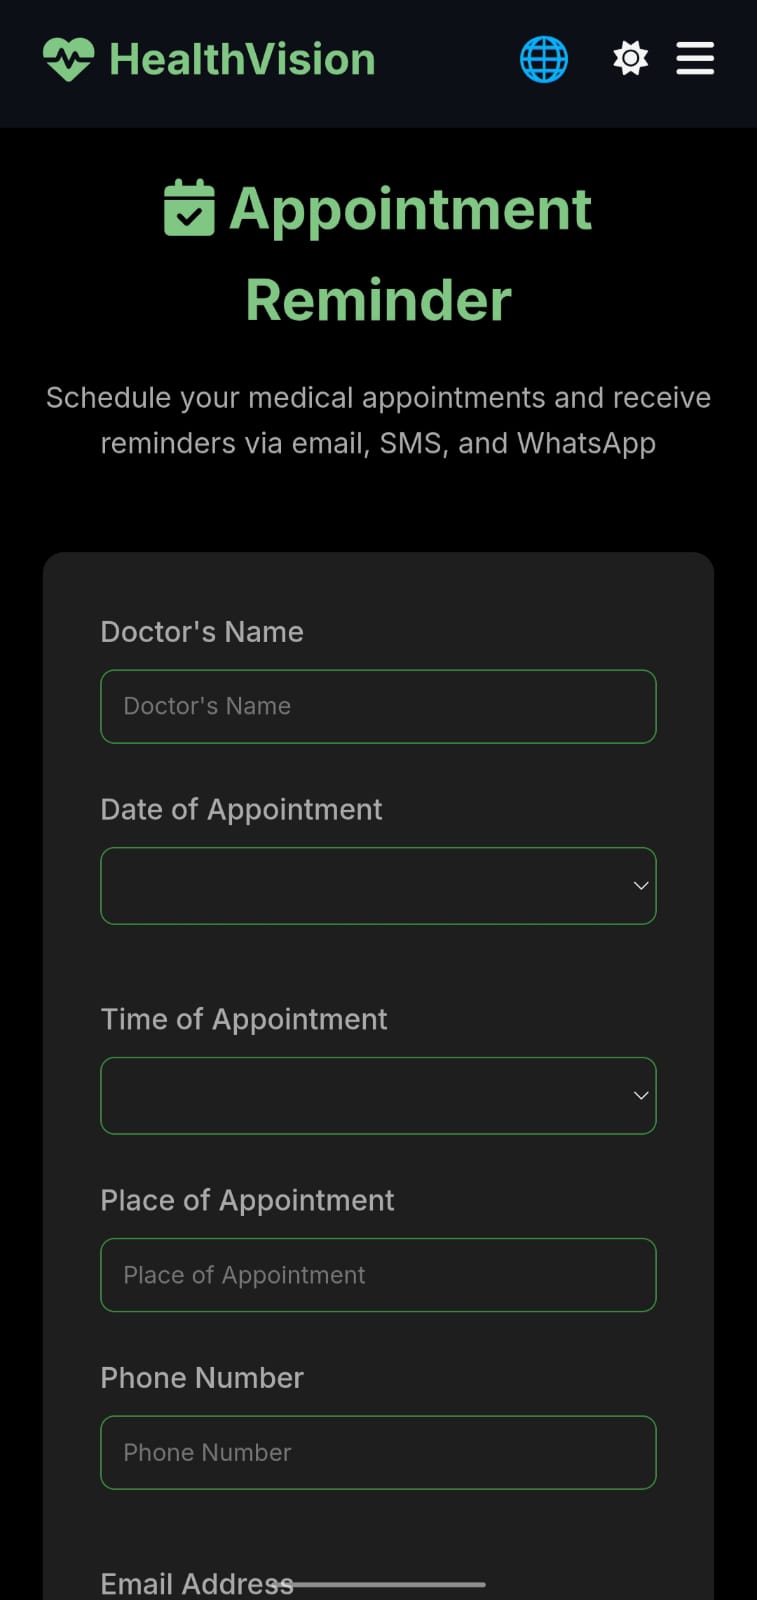 HealthVision
Appointment
Reminder
Schedule your medical appointments and receive
reminders via email, SMS, and WhatsApp
Doctor's Name
Doctor's Name
Date of Appointment
Time of Appointment
Place of Appointment
Place of Appointment
Phone Number
Phone Number
Email Address